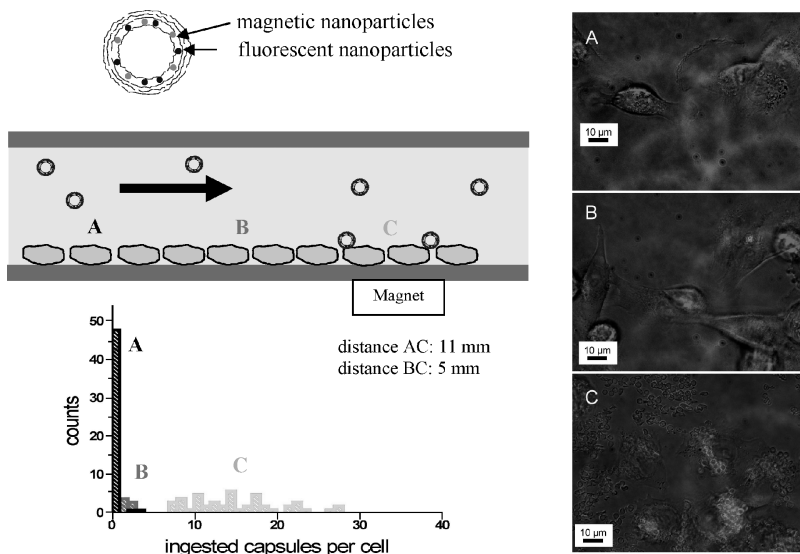 magnetic nanoparticles
fluorescent nanoparticles
A
B
C
Magnet
distance AC: 11 mm
distance BC: 5 mm
A
B
C
counts
50
40
30
20
10
0
0
10
20
30
40
ingested capsules per cell
A
10 µm
B
10 µm
C
10 µm